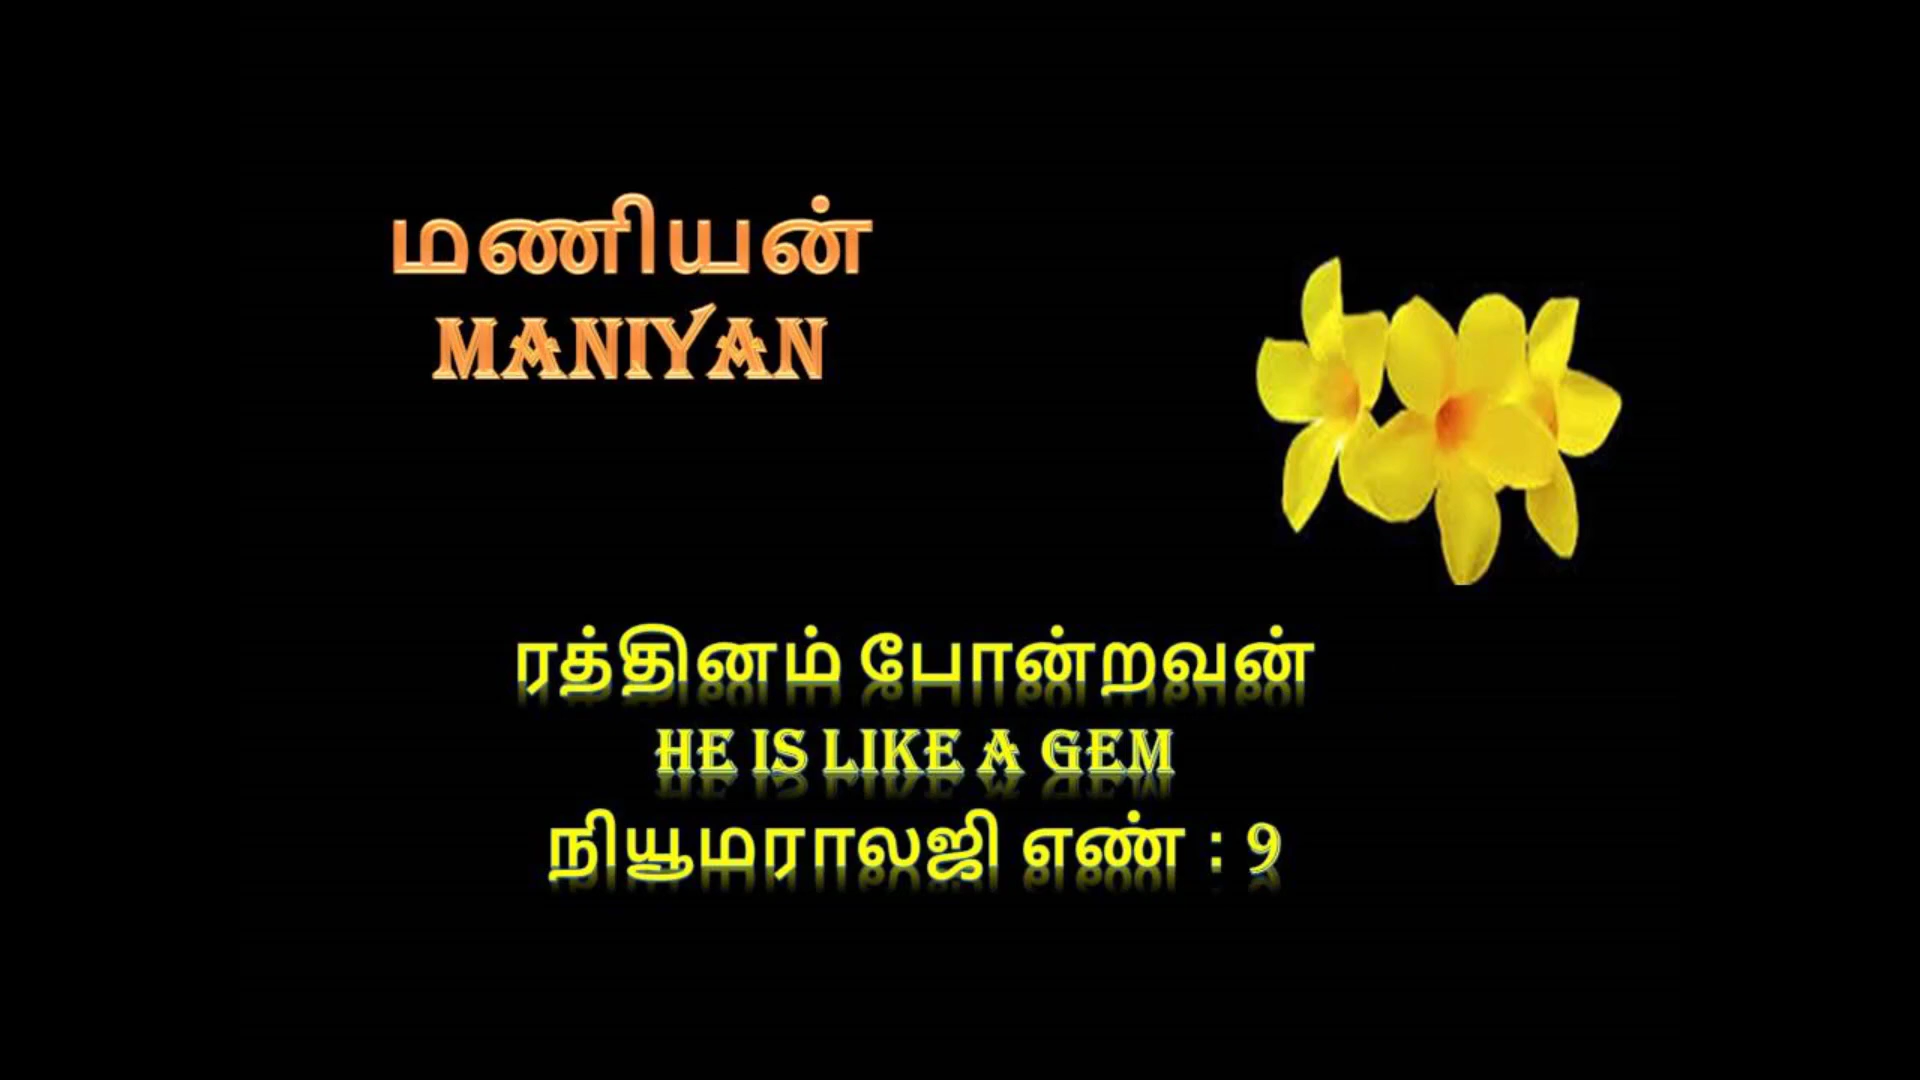 மணியன்
MANIYAN
ரத்தினம் போன்றவன்
HE IS LIKE A GEM
நியூமராலஜி எண் : 9